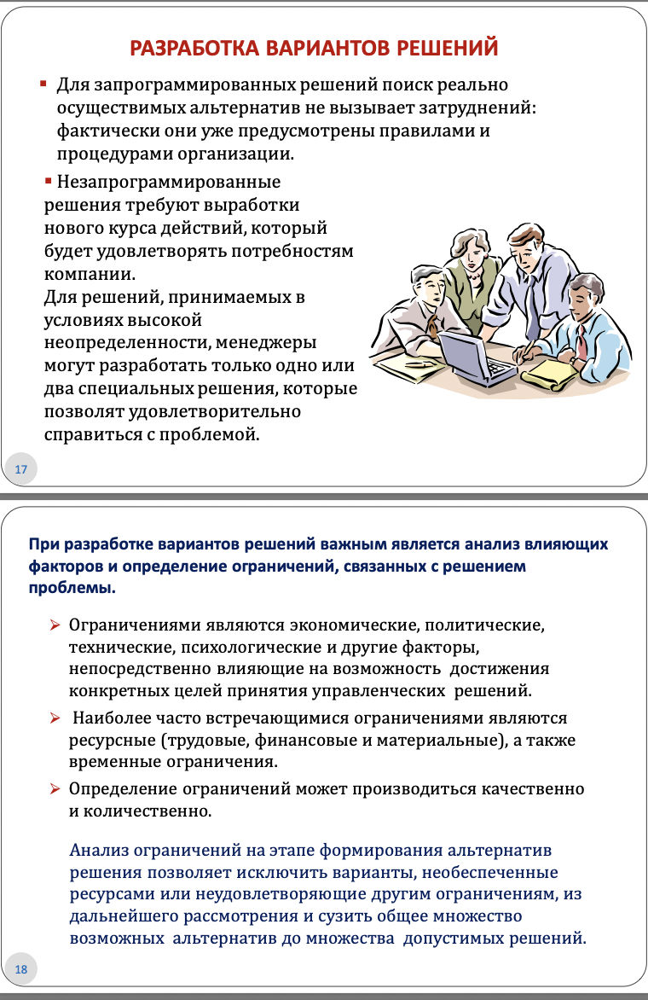 РАЗРАБОТКА ВАРИАНТОВ РЕШЕНИЙ
▪ Для запрограммированных решений поиск реально
осуществимых альтернатив не вызывает затруднений:
фактически они уже предусмотрены правилами и
процедурами организации.
▪ Незапрограммированные
решения требуют выработки
нового курса действий, который
будет удовлетворять потребностям
компании.
Для решений, принимаемых в
условиях высокой
неопределенности, менеджеры
могут разработать только одно или
два специальных решения, которые
позволят удовлетворительно
справиться с проблемой.
17
При разработке вариантов решений важным является анализ влияющих
факторов и определение ограничений, связанных с решением
проблемы.
➢ Ограничениями являются экономические, политические,
технические, психологические и другие факторы,
непосредственно влияющие на возможность достижения
конкретных целей принятия управленческих решений.
➢ Наиболее часто встречающимися ограничениями являются
ресурсные (трудовые, финансовые и материальные), а также
временные ограничения.
➢ Определение ограничений может производиться качественно
и количественно.
Анализ ограничений на этапе формирования альтернатив
решения позволяет исключить варианты, необеспеченные
ресурсами или неудовлетворяющие другим ограничениям, из
дальнейшего рассмотрения и сузить общее множество
возможных альтернатив до множества допустимых решений.
18